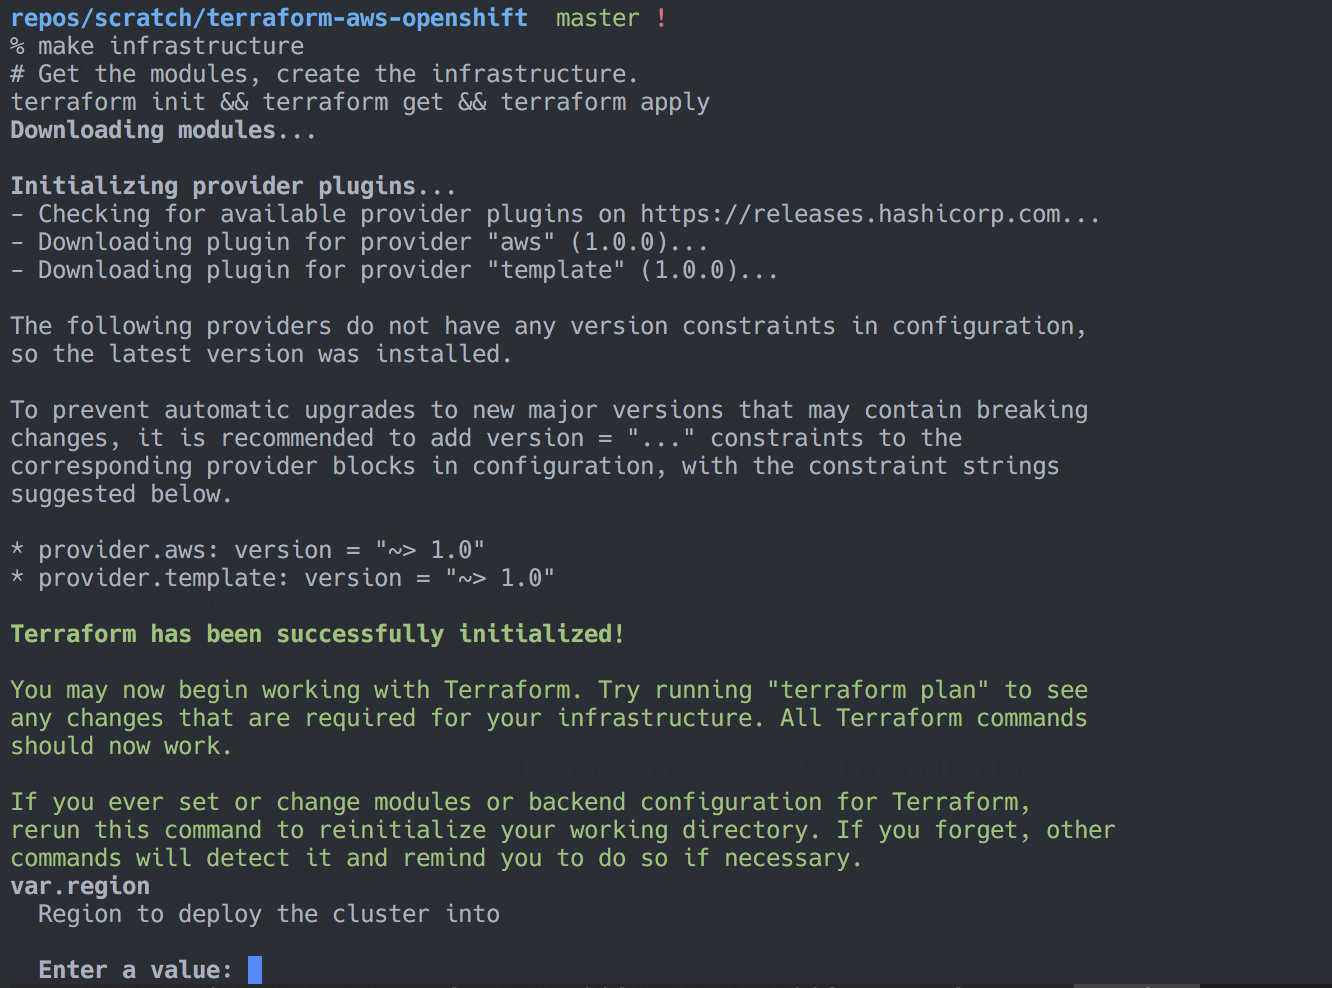 repos/scratch/terraform-aws-openshift master !
% make infrastructure
# Get the modules, create the infrastructure.
terraform init && terraform get && terraform apply
Downloading modules...
Initializing provider plugins...
- Checking for available provider plugins on https://releases.hashicorp.com...
- Downloading plugin for provider "aws" (1.0.0)...
- Downloading plugin for provider "template" (1.0.0)...
The following providers do not have any version constraints in configuration,
so the latest version was installed.
To prevent automatic upgrades to new major versions that may contain breaking
changes, it is recommended to add version = "..." constraints to the
corresponding provider blocks in configuration, with the constraint strings
suggested below.
* provider.aws: version = "~> 1.0"
* provider.template: version = "~> 1.0"
Terraform has been successfully initialized!
You may now begin working with Terraform. Try running "terraform plan" to see
any changes that are required for your infrastructure. All Terraform commands
should now work.
To create the infrastructure.
If you ever set or change modules or backend configuration for Terraform,
rerun this command to reinitialize your working directory. If you forget, other
commands will detect it and remind you to do so if necessary.
var.region
Region to deploy the cluster into
Enter a value: